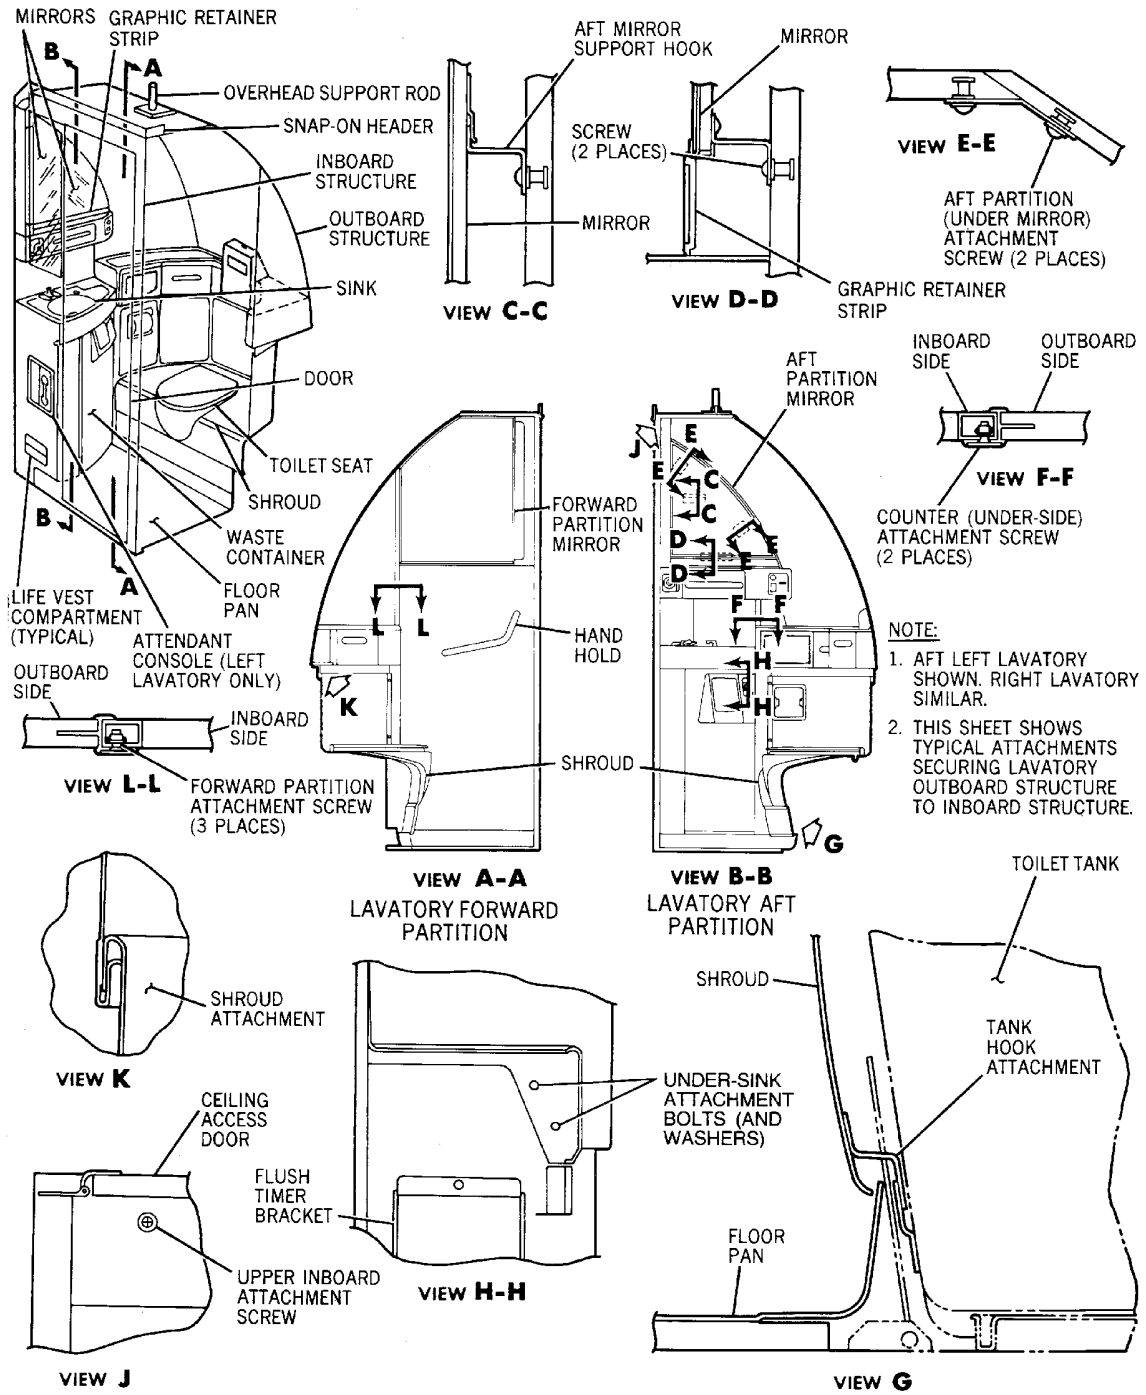 MIRRORS
GRAPHIC RETAINER
STRIP
B
A
OVERHEAD SUPPORT ROD
SNAP-ON HEADER
INBOARD
STRUCTURE
OUTBOARD
STRUCTURE
SINK
DOOR
TOILET SEAT
SHROUD
WASTE
CONTAINER
FLOOR
PAN
B
A
LIFE VEST
COMPARTMENT
(TYPICAL)
ATTENDANT
CONSOLE (LEFT
LAVATORY ONLY)
AFT MIRROR
SUPPORT HOOK
MIRROR
VIEW C-C
MIRROR
SCREW
(2 PLACES)
GRAPHIC RETAINER
STRIP
VIEW D-D
VIEW E-E
AFT PARTITION
(UNDER MIRROR)
ATTACHMENT
SCREW (2 PLACES)
INBOARD
SIDE
OUTBOARD
SIDE
VIEW F-F
COUNTER (UNDER-SIDE)
ATTACHMENT SCREW
(2 PLACES)
FORWARD
PARTITION
MIRROR
L L
HAND
HOLD
K
SHROUD
VIEW A-A
LAVATORY FORWARD
PARTITION
AFT
PARTITION
MIRROR
J
E
E
C
C
D
D
E
E
F F
H
H
G
VIEW B-B
LAVATORY AFT
PARTITION
NOTE:
1. AFT LEFT LAVATORY
SHOWN. RIGHT LAVATORY
SIMILAR.
2. THIS SHEET SHOWS
TYPICAL ATTACHMENTS
SECURING LAVATORY
OUTBOARD STRUCTURE
TO INBOARD STRUCTURE.
OUTBOARD
SIDE
INBOARD
SIDE
VIEW L-L
FORWARD PARTITION
ATTACHMENT SCREW
(3 PLACES)
SHROUD
ATTACHMENT
VIEW K
CEILING
ACCESS
DOOR
UPPER INBOARD
ATTACHMENT
SCREW
VIEW J
UNDER-SINK
ATTACHMENT
BOLTS (AND
WASHERS)
FLUSH
TIMER
BRACKET
VIEW H-H
TOILET TANK
SHROUD
TANK
HOOK
ATTACHMENT
FLOOR
PAN
VIEW G